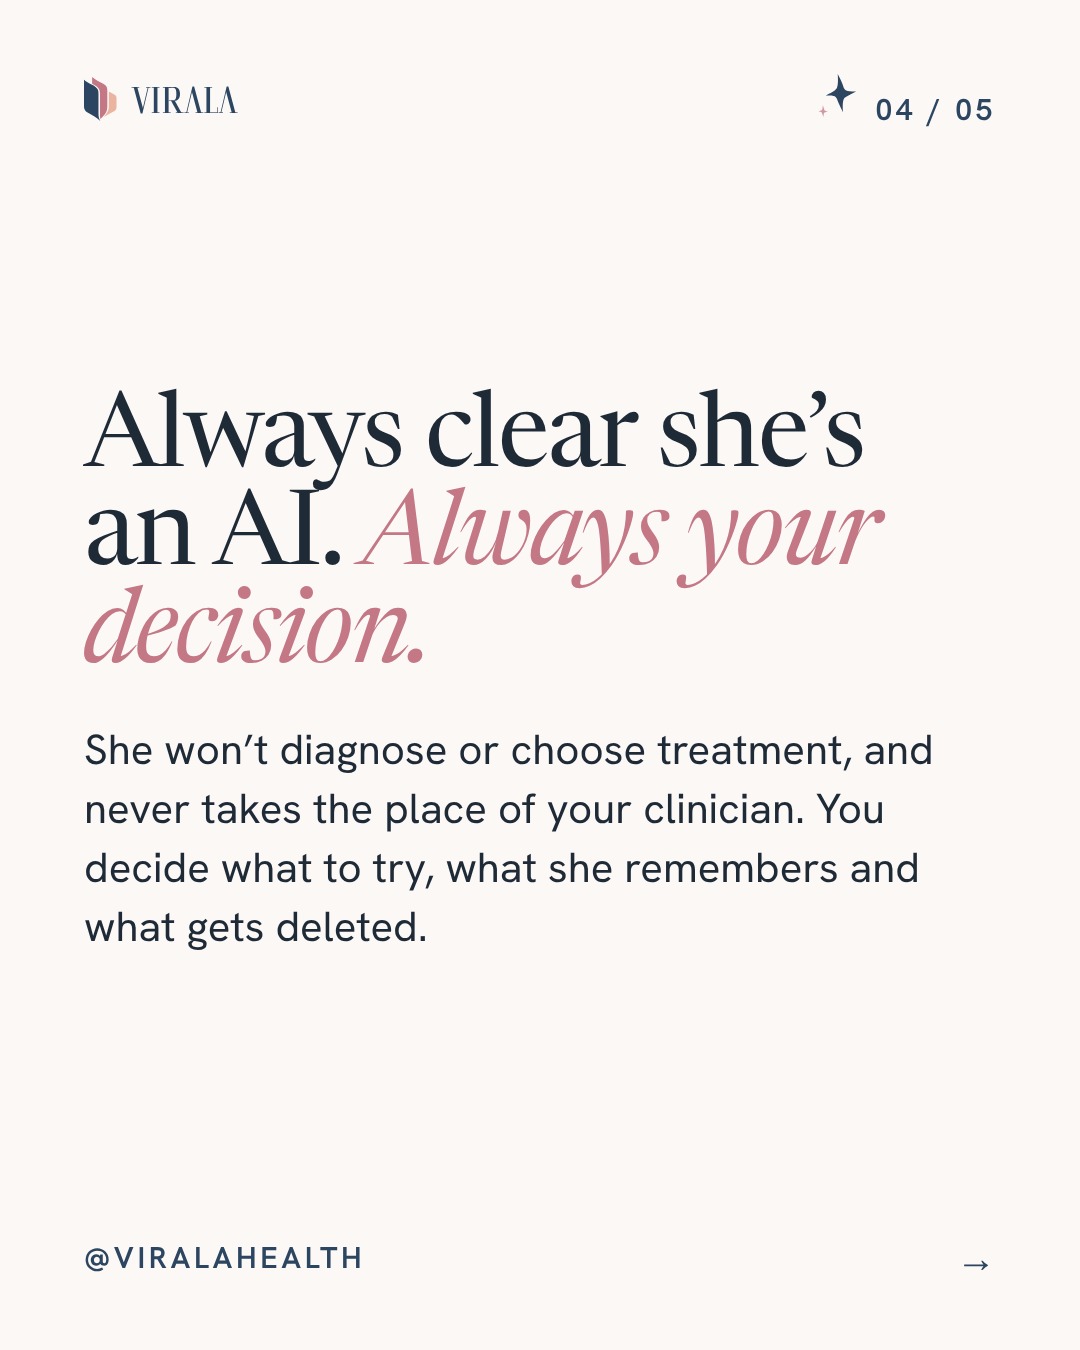 VIRALA
04 / 05
Always clear she’s
an AI. Always your
decision.
She won’t diagnose or choose treatment, and
never takes the place of your clinician. You
decide what to try, what she remembers and
what gets deleted.
@VIRALAHEALTH
→